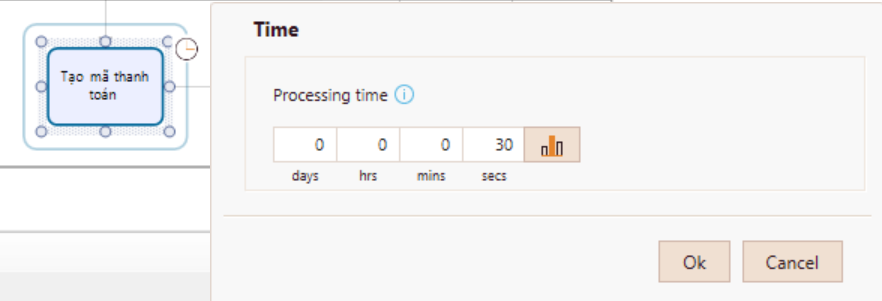 Tạo mã thanh
toán
Time
Processing time
0 0 0 30
days hrs mins secs
Ok Cancel